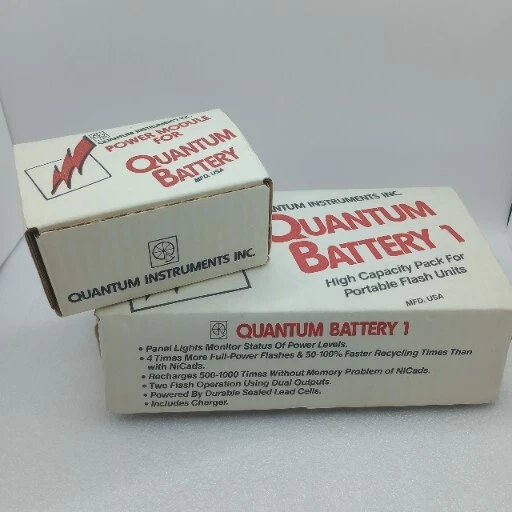 QUANTUM INSTRUMENTS INC.
POWER MODULE
FOR
QUANTUM
BATTERY
MFD. USA
QUANTUM INSTRUMENTS INC.
QUANTUM INSTRUMENTS INC.
QUANTUM
BATTERY 1
High Capacity Pack For
Portable Flash Units
MFD. USA
QUANTUM BATTERY 1
• Panel Lights Monitor Status Of Power Levels.
• 4 Times More Full-Power Flashes & 50-100% Faster Recycling Times Than
with NiCads.
• Recharges 500-1000 Times Without Memory Problem of NiCads.
• Two Flash Operation Using Dual Outputs.
• Powered By Durable Sealed Lead Cells.
• Includes Charger.